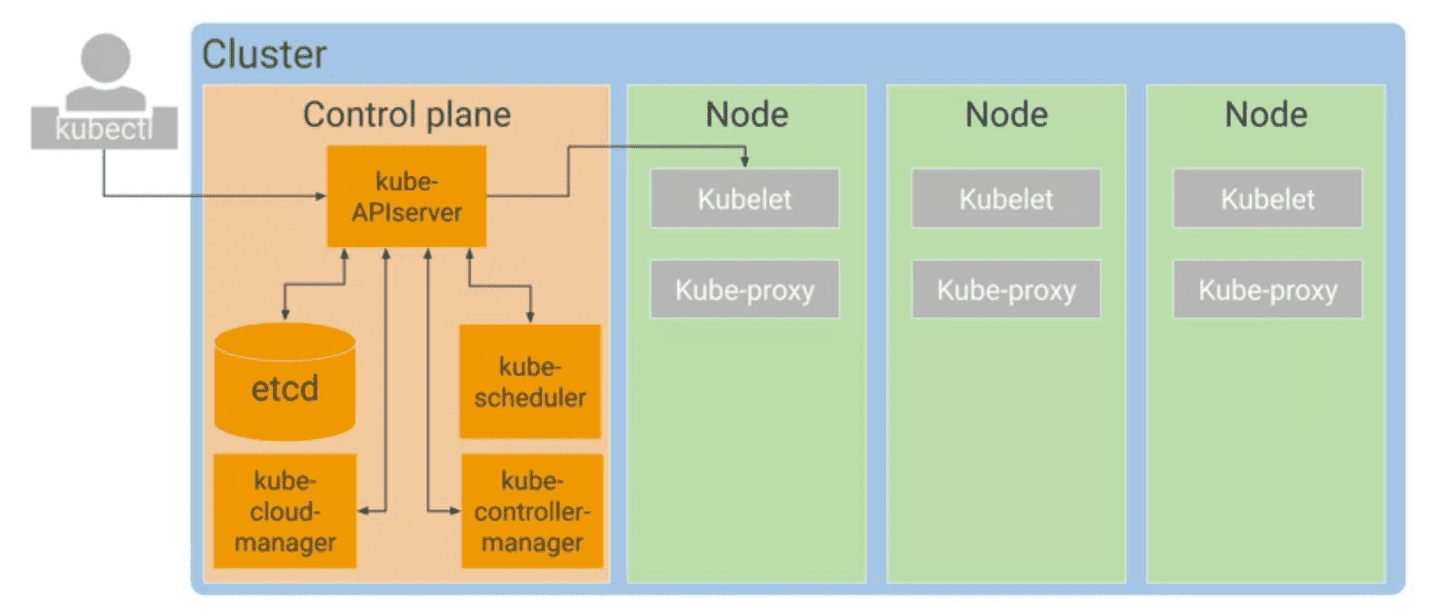 Cluster
kubectl
Control plane
kube-
APIserver
etcd
kube-
scheduler
kube-
cloud-
manager
kube-
controller-
manager
Node
Kubelet
Kube-proxy
Node
Kubelet
Kube-proxy
Node
Kubelet
Kube-proxy